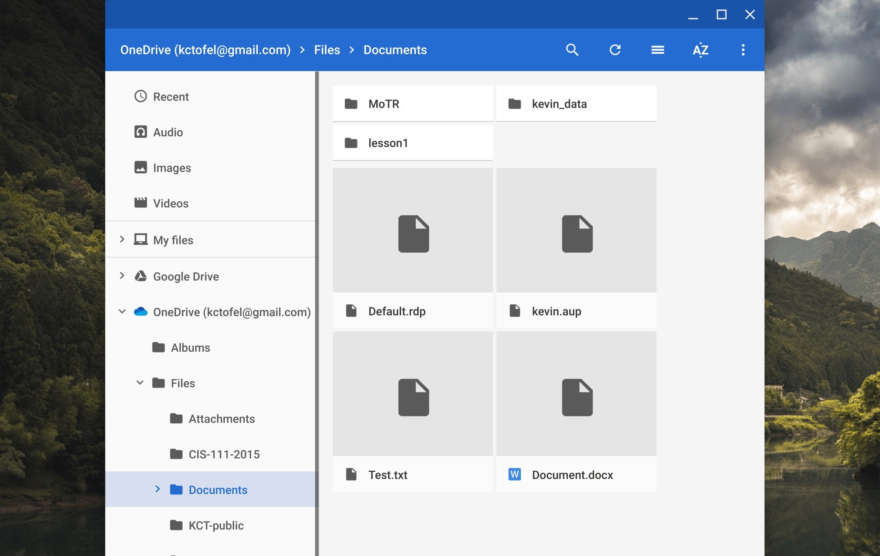 OneDrive (kctofel@gmail.com) > Files > Documents
AZ
Recent
Audio
Images
Videos
My files
Google Drive
OneDrive (kctofel@gmail.com)
Albums
Files
Attachments
CIS-111-2015
Documents
KCT-public
MoTR
kevin_data
lesson1
Default.rdp
kevin.aup
Test.txt
W Document.docx